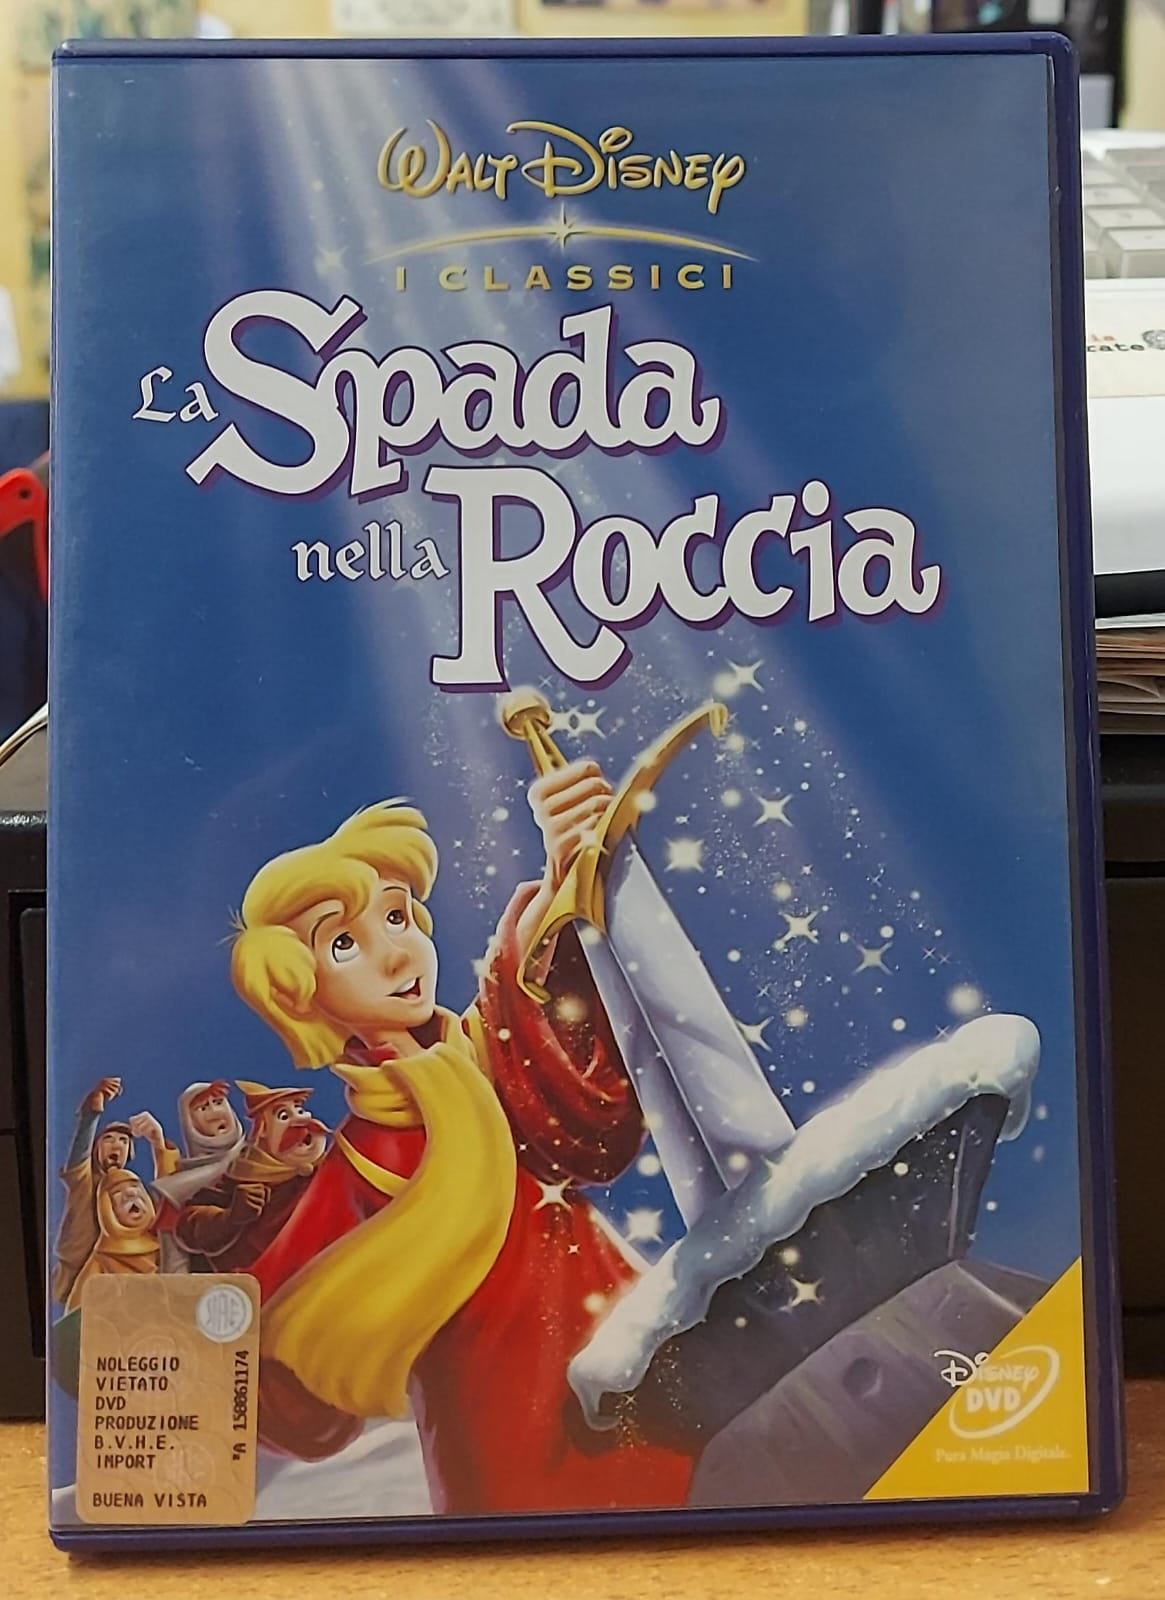 WALT DISNEY
I CLASSICI
La Spada
nella Roccia
SIAE
NOLEGGIO
VIETATO
DVD
PRODUZIONE
B.V.H.E.
IMPORT
BUENA VISTA
*A 158861174
DISNEY
DVD
Pura Magia Digitale.